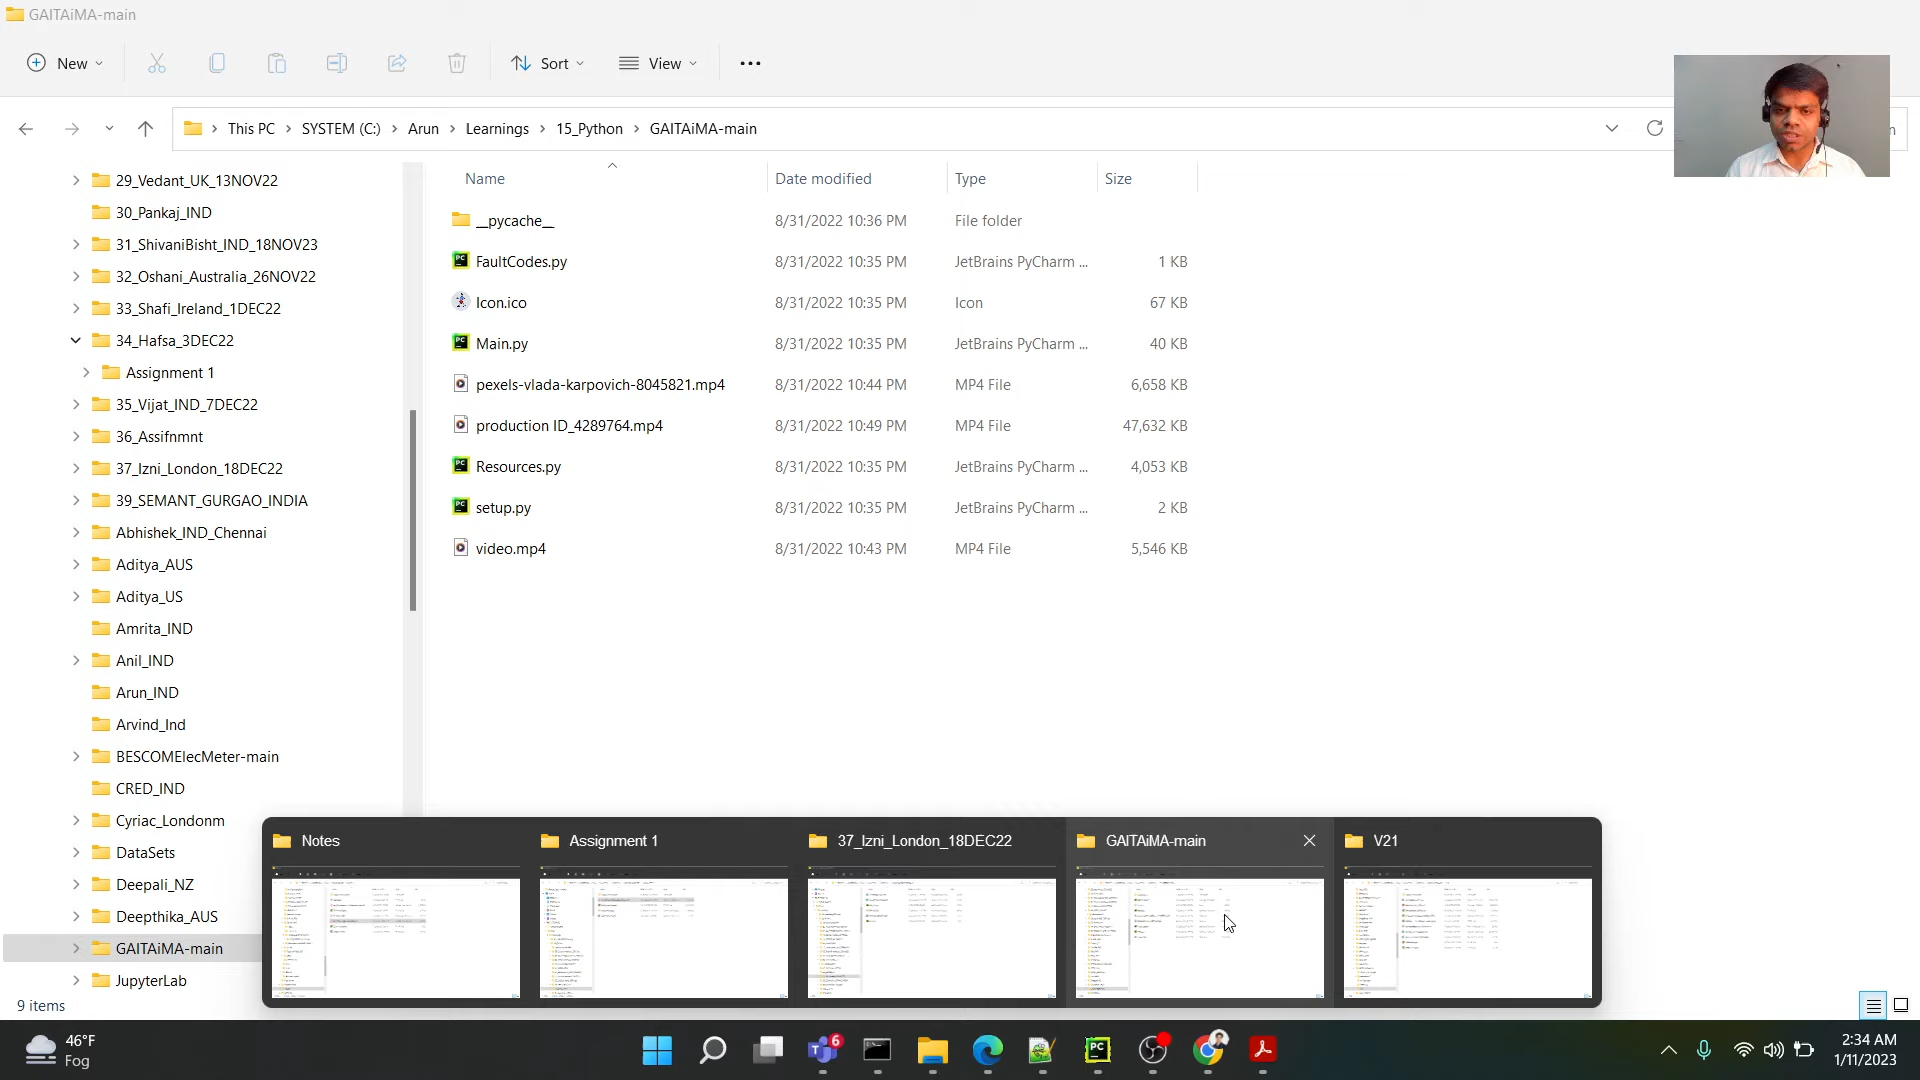 GAITAiMA-main
New
Sort
View
This PC > SYSTEM (C:) > Arun > Learnings > 15_Python > GAITAiMA-main
Name Date modified Type Size
29_Vedant_UK_13NOV22
30_Pankaj_IND
31_ShivaniBisht_IND_18NOV23
32_Oshani_Australia_26NOV22
33_Shafi_Ireland_1DEC22
34_Hafsa_3DEC22
Assignment 1
35_Vijat_IND_7DEC22
36_Assifnmnt
37_Izni_London_18DEC22
39_SEMANT_GURGAO_INDIA
Abhishek_IND_Chennai
Aditya_AUS
Aditya_US
Amrita_IND
Anil_IND
Arun_IND
Arvind_Ind
BESCOMElecMeter-main
CRED_IND
Cyriac_Londonm
DataSets
Deepali_NZ
Deepthika_AUS
GAITAiMA-main
JupyterLab
__pycache__ 8/31/2022 10:36 PM File folder
FaultCodes.py 8/31/2022 10:35 PM JetBrains PyCharm ... 1 KB
Icon.ico 8/31/2022 10:35 PM Icon 67 KB
Main.py 8/31/2022 10:35 PM JetBrains PyCharm ... 40 KB
pexels-vlada-karpovich-8045821.mp4 8/31/2022 10:44 PM MP4 File 6,658 KB
production ID_4289764.mp4 8/31/2022 10:49 PM MP4 File 47,632 KB
Resources.py 8/31/2022 10:35 PM JetBrains PyCharm ... 4,053 KB
setup.py 8/31/2022 10:35 PM JetBrains PyCharm ... 2 KB
video.mp4 8/31/2022 10:43 PM MP4 File 5,546 KB
Notes
Assignment 1
37_Izni_London_18DEC22
GAITAiMA-main
V21
9 items
46°F
Fog
6
PC
2:34 AM
1/11/2023